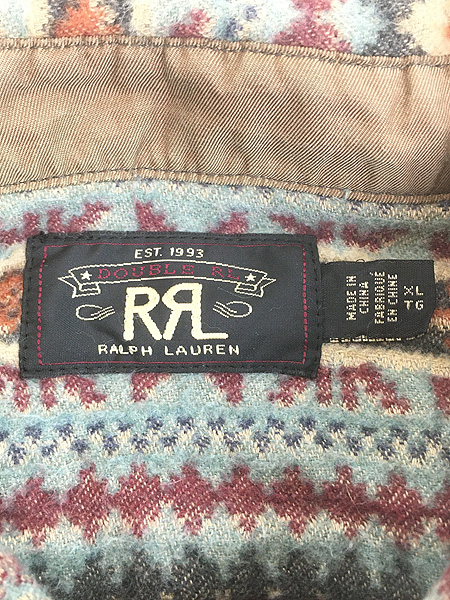 EST. 1993
DOUBLE RL
RRL
RALPH LAUREN
MADE IN
CHINA
FABRIQUÉ
EN CHINE
XL
TG